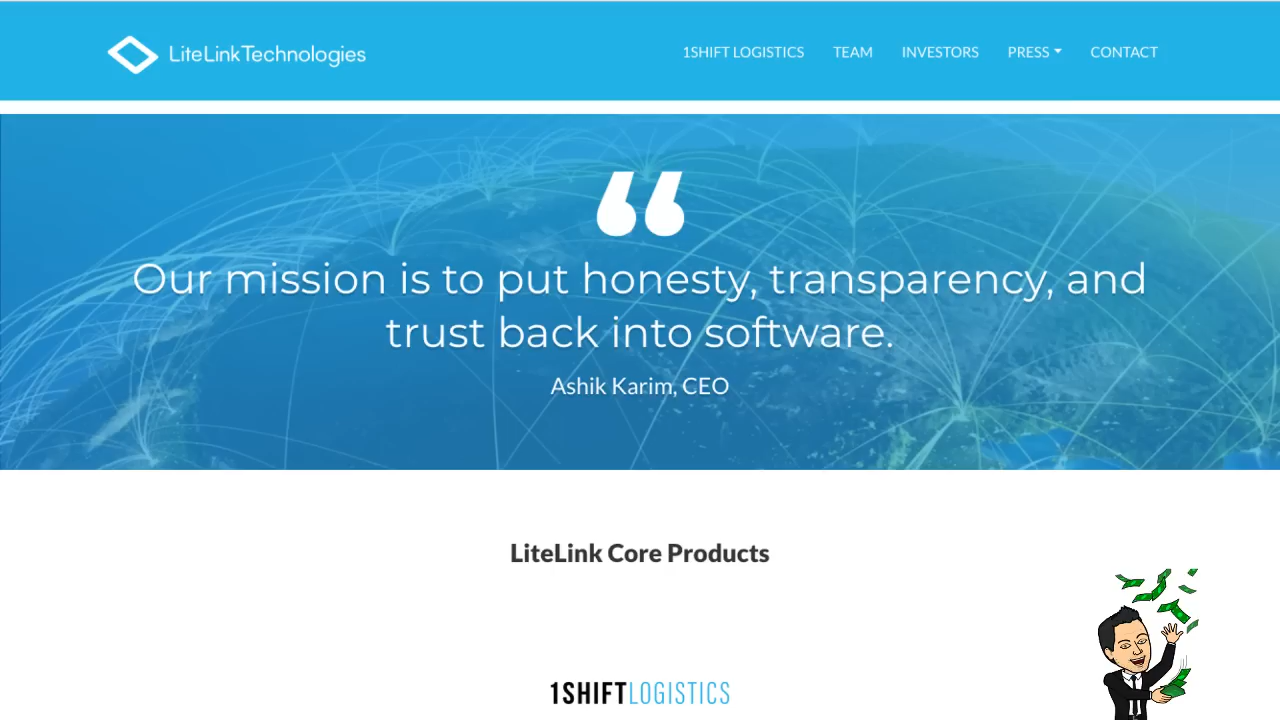 LiteLinkTechnologies
1SHIFT LOGISTICS TEAM INVESTORS PRESS CONTACT
“
Our mission is to put honesty, transparency, and
trust back into software.
Ashik Karim, CEO
LiteLink Core Products
1SHIFTLOGISTICS